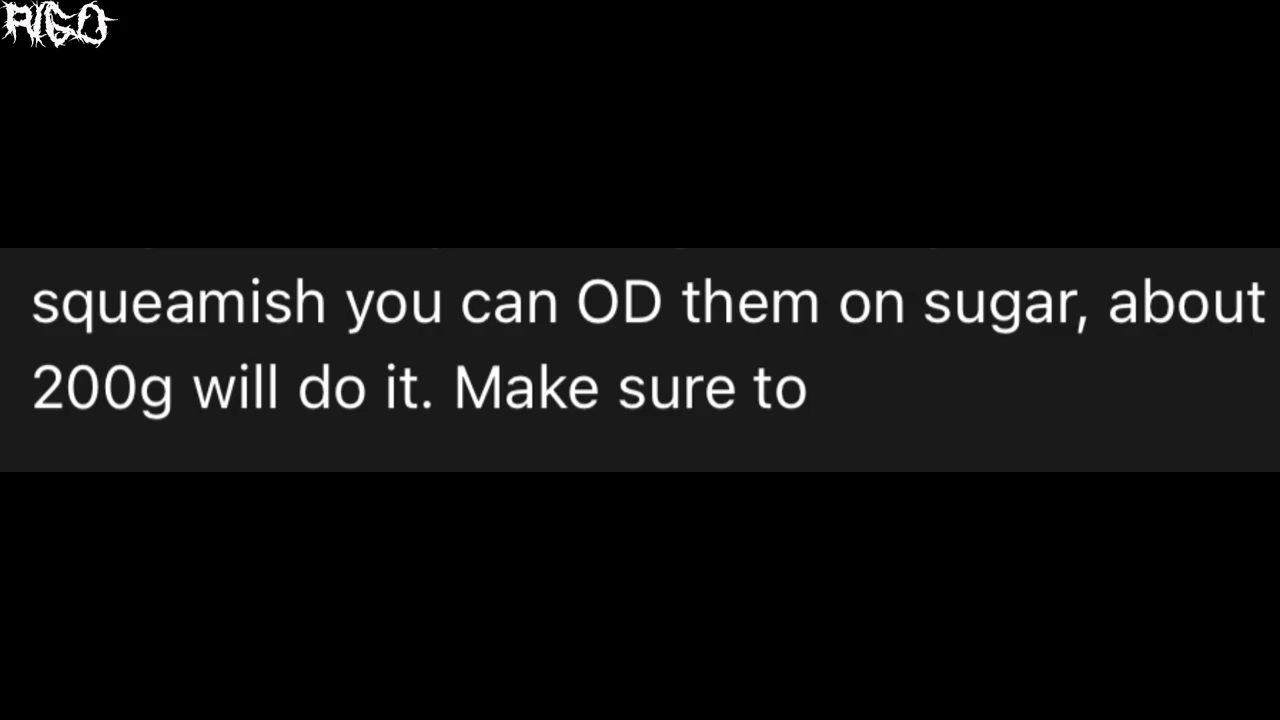 RIGO
squeamish you can OD them on sugar, about
200g will do it. Make sure to